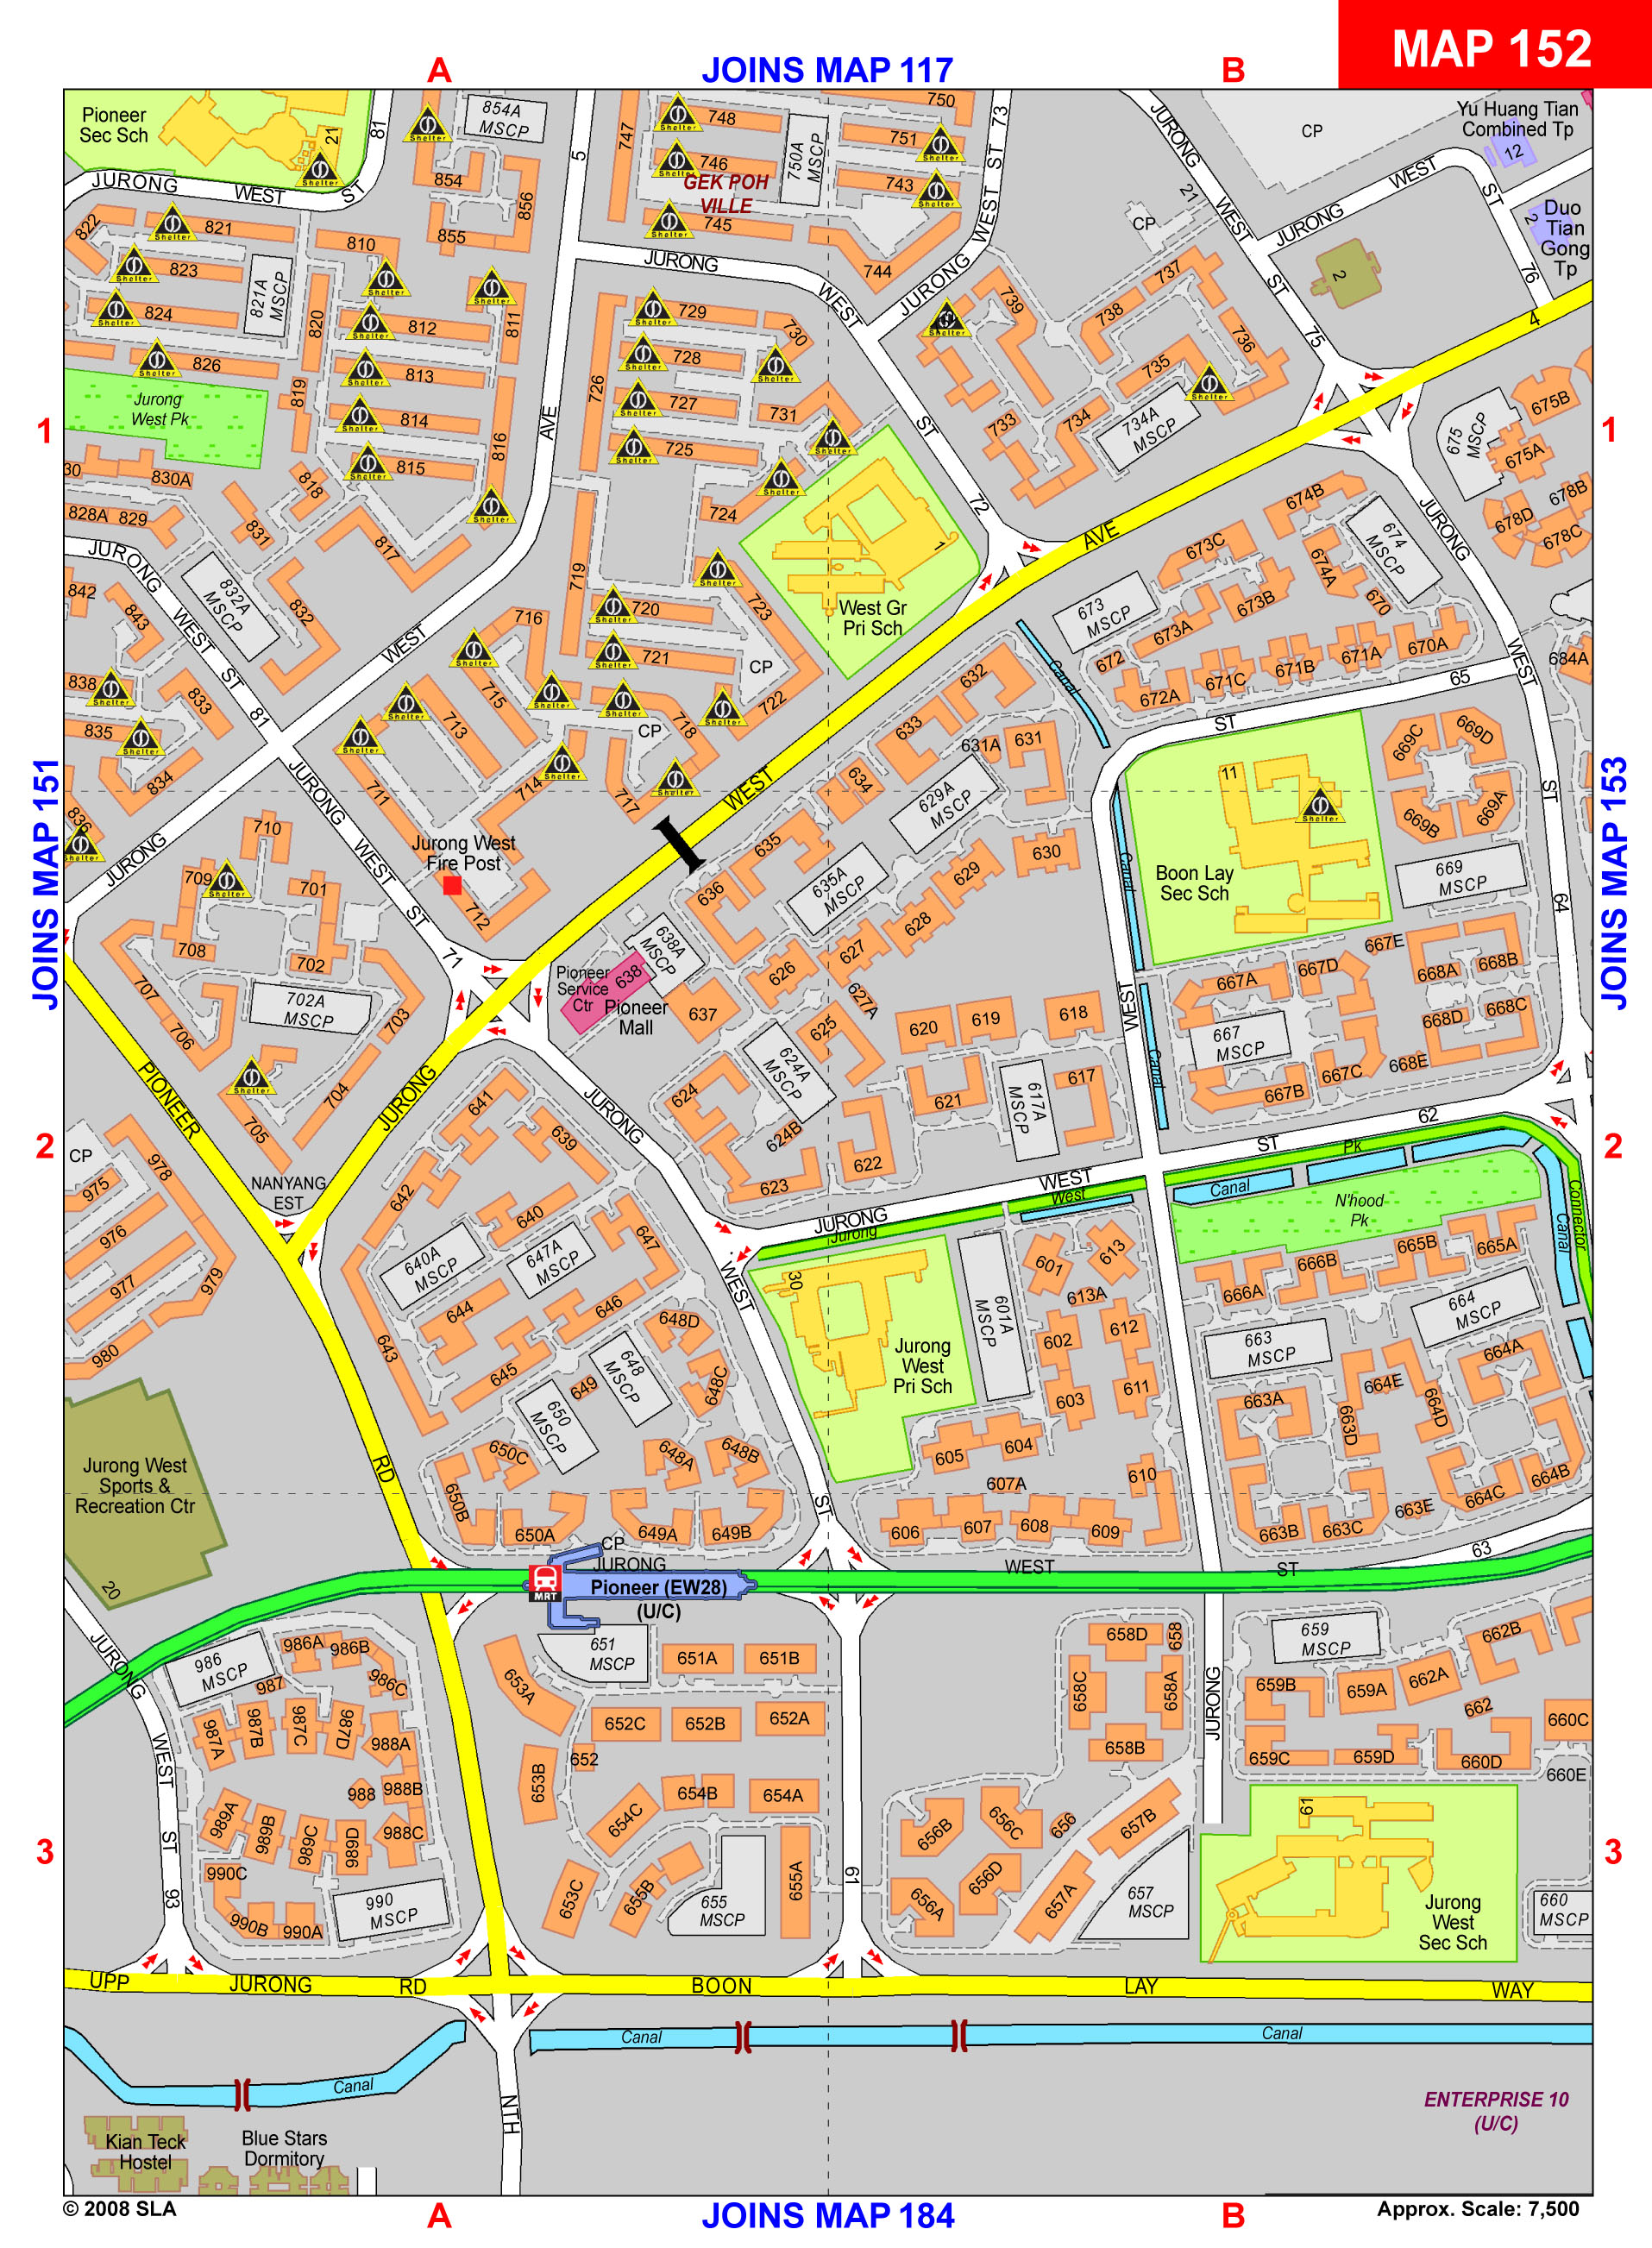 MAP 152
A
JOINS MAP 117
B
Pioneer
Sec Sch
21
81
854A
MSCP
5
747
748
750
73
751
750A
MSCP
746
GEK POH
VILLE
743
745
744
JURONG
CP
Yu Huang Tian
Combined Tp
12
JURONG WEST ST
822
821
810
854
855
856
JURONG WEST ST
CP
21
WEST
JURONG WEST ST
76
2
Duo
Tian
Gong
Tp
2
Shelter
823
821A
MSCP
824
820
812
811
826
813
819
814
815
816
Jurong
West Pk
30
830A
818
828A
829
831
817
JURONG
WEST
ST
72
726
729
728
730
727
731
725
724
719
AVE
739
738
737
736
735
734
733
734A
MSCP
ST
75
4
675B
675
MSCP
675A
678B
678D
678C
1
1
JURONG
WEST
ST
81
832A
MSCP
832
842
843
838
835
833
834
836
WEST
716
715
713
711
714
717
718
720
721
723
722
CP
CP
1
West Gr
Pri Sch
AVE
WEST
674B
674
MSCP
673C
674A
673
MSCP
673B
673A
670
672
672A
671C
671B
671A
670A
JURONG
WEST
ST
64
684A
65
ST
Canal
632
633
631A
631
634
629A
MSCP
635
630
629
635A
MSCP
636
628
627
626
627A
625
11
Boon Lay
Sec Sch
669C
669D
669B
669A
669
MSCP
JOINS MAP 151
JOINS MAP 153
JURONG
710
709
701
708
702
702A
MSCP
707
706
703
704
705
JURONG
WEST
ST
71
Jurong West
Fire Post
712
638A
MSCP
Pioneer
Service
Ctr
638
Pioneer
Mall
637
624A
MSCP
624
624B
623
622
620
619
618
621
617A
MSCP
617
Canal
WEST
Canal
667E
667A
667D
668A
668B
667
MSCP
668D
668C
667B
667C
668E
2
2
PIONEER
JURONG
NANYANG
EST
CP
978
975
976
977
979
980
641
639
642
640
640A
MSCP
647A
MSCP
647
644
646
643
645
649
648
MSCP
648D
648C
650
MSCP
650C
648A
648B
650B
650A
649A
649B
JURONG
WEST
ST
JURONG
WEST
ST
62
Jurong
West
Pk
Connector
Canal
Canal
N'hood
Pk
30
Jurong
West
Pri Sch
601A
MSCP
601
613
613A
602
612
603
611
605
604
607A
610
606
607
608
609
666A
666B
665B
665A
663
MSCP
664
MSCP
664A
663A
664E
663D
664D
663B
663C
663E
664C
664B
Jurong West
Sports &
Recreation Ctr
20
RD
CP
JURONG
WEST
ST
63
MRT
Pioneer (EW28)
(U/C)
JURONG
WEST
ST
93
986
MSCP
986A
986B
986C
987
987A
987B
987C
987D
988A
988
988B
988C
989A
989B
989C
989D
990C
990B
990A
990
MSCP
651
MSCP
651A
651B
653A
652C
652B
652A
652
653B
654B
654A
654C
653C
655B
655
MSCP
655A
61
658D
658
658C
658A
658B
JURONG
656B
656C
656
657B
656D
656A
657A
657
MSCP
659
MSCP
662B
659B
659A
662A
662
660C
659C
659D
660D
660E
61
Jurong
West
Sec Sch
660
MSCP
3
3
UPP
JURONG
RD
BOON
LAY
WAY
Canal
Canal
Canal
NTH
ENTERPRISE 10
(U/C)
Kian Teck
Hostel
Blue Stars
Dormitory
© 2008 SLA
A
JOINS MAP 184
B
Approx. Scale: 7,500